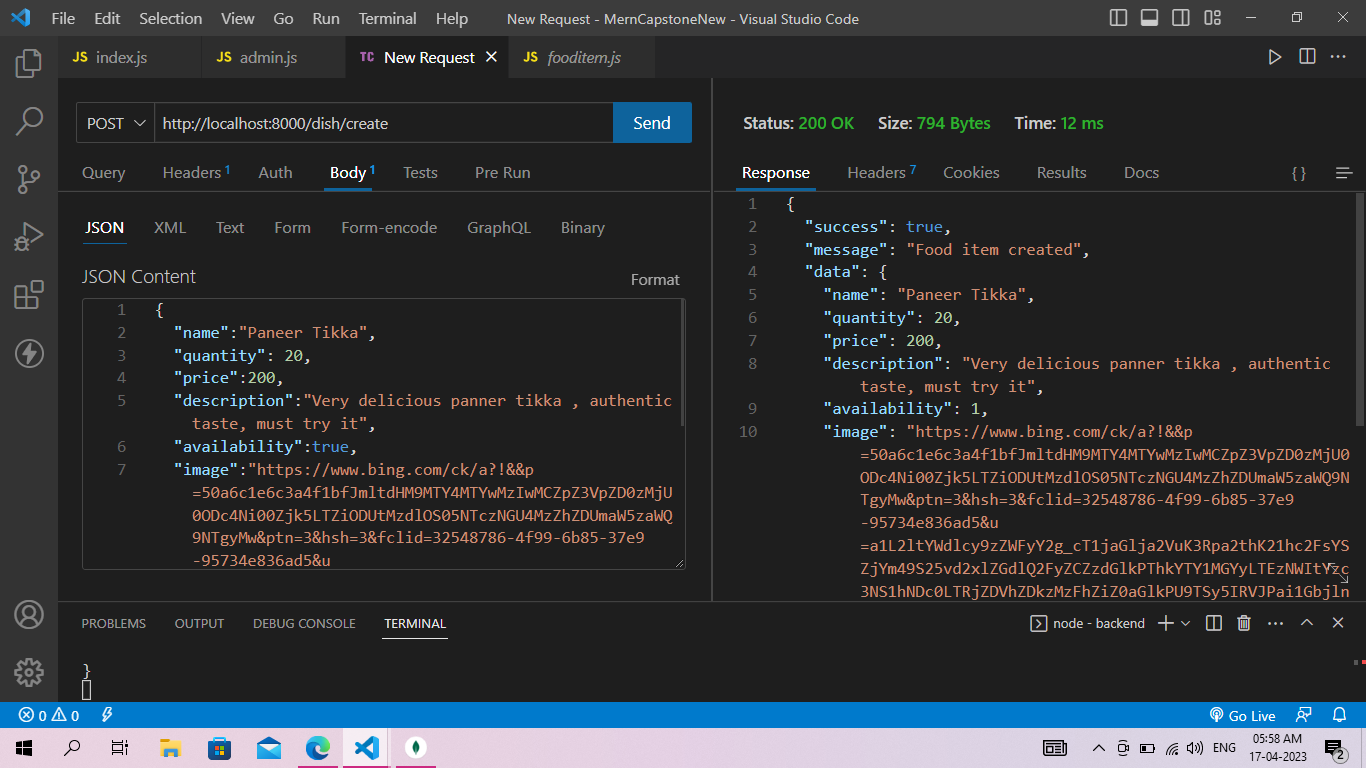 File Edit Selection View Go Run Terminal Help New Request - MernCapstoneNew - Visual Studio Code
JS index.js JS admin.js TC New Request JS fooditem.js
POST http://localhost:8000/dish/create Send
Status: 200 OK Size: 794 Bytes Time: 12 ms
Query Headers 1 Auth Body 1 Tests Pre Run
Response Headers 7 Cookies Results Docs {}
JSON XML Text Form Form-encode GraphQL Binary
JSON Content
Format
1 {
2 "name":"Paneer Tikka",
3 "quantity": 20,
4 "price":200,
5 "description":"Very delicious panner tikka , authentic
taste, must try it",
6 "availability":true,
7 "image":"https://www.bing.com/ck/a?!&&p
=50a6c1e6c3a4f1bfJmltdHM9MTY4MTYwMzIwMCZpZ3VpZD0zMjU
0ODc4Ni00Zjk5LTZiODUtMzdlOS05NTczNGU4MzZhZDUmaW5zaWQ
9NTgyMw&ptn=3&hsh=3&fclid=32548786-4f99-6b85-37e9
-95734e836ad5&u
1 {
2 "success": true,
3 "message": "Food item created",
4 "data": {
5 "name": "Paneer Tikka",
6 "quantity": 20,
7 "price": 200,
8 "description": "Very delicious panner tikka , authentic
taste, must try it",
9 "availability": 1,
10 "image": "https://www.bing.com/ck/a?!&&p
=50a6c1e6c3a4f1bfJmltdHM9MTY4MTYwMzIwMCZpZ3VpZD0zMjU0
ODc4Ni00Zjk5LTZiODUtMzdlOS05NTczNGU4MzZhZDUmaW5zaWQ9N
TgyMw&ptn=3&hsh=3&fclid=32548786-4f99-6b85-37e9
-95734e836ad5&u
=a1L2ltYWdlcy9zZWFyY2g_cT1jaGlja2VuK3Rpa2thK21hc2FsYS
PROBLEMS OUTPUT DEBUG CONSOLE TERMINAL node - backend
}
0 0 Go Live
ENG 05:58 AM
17-04-2023 2